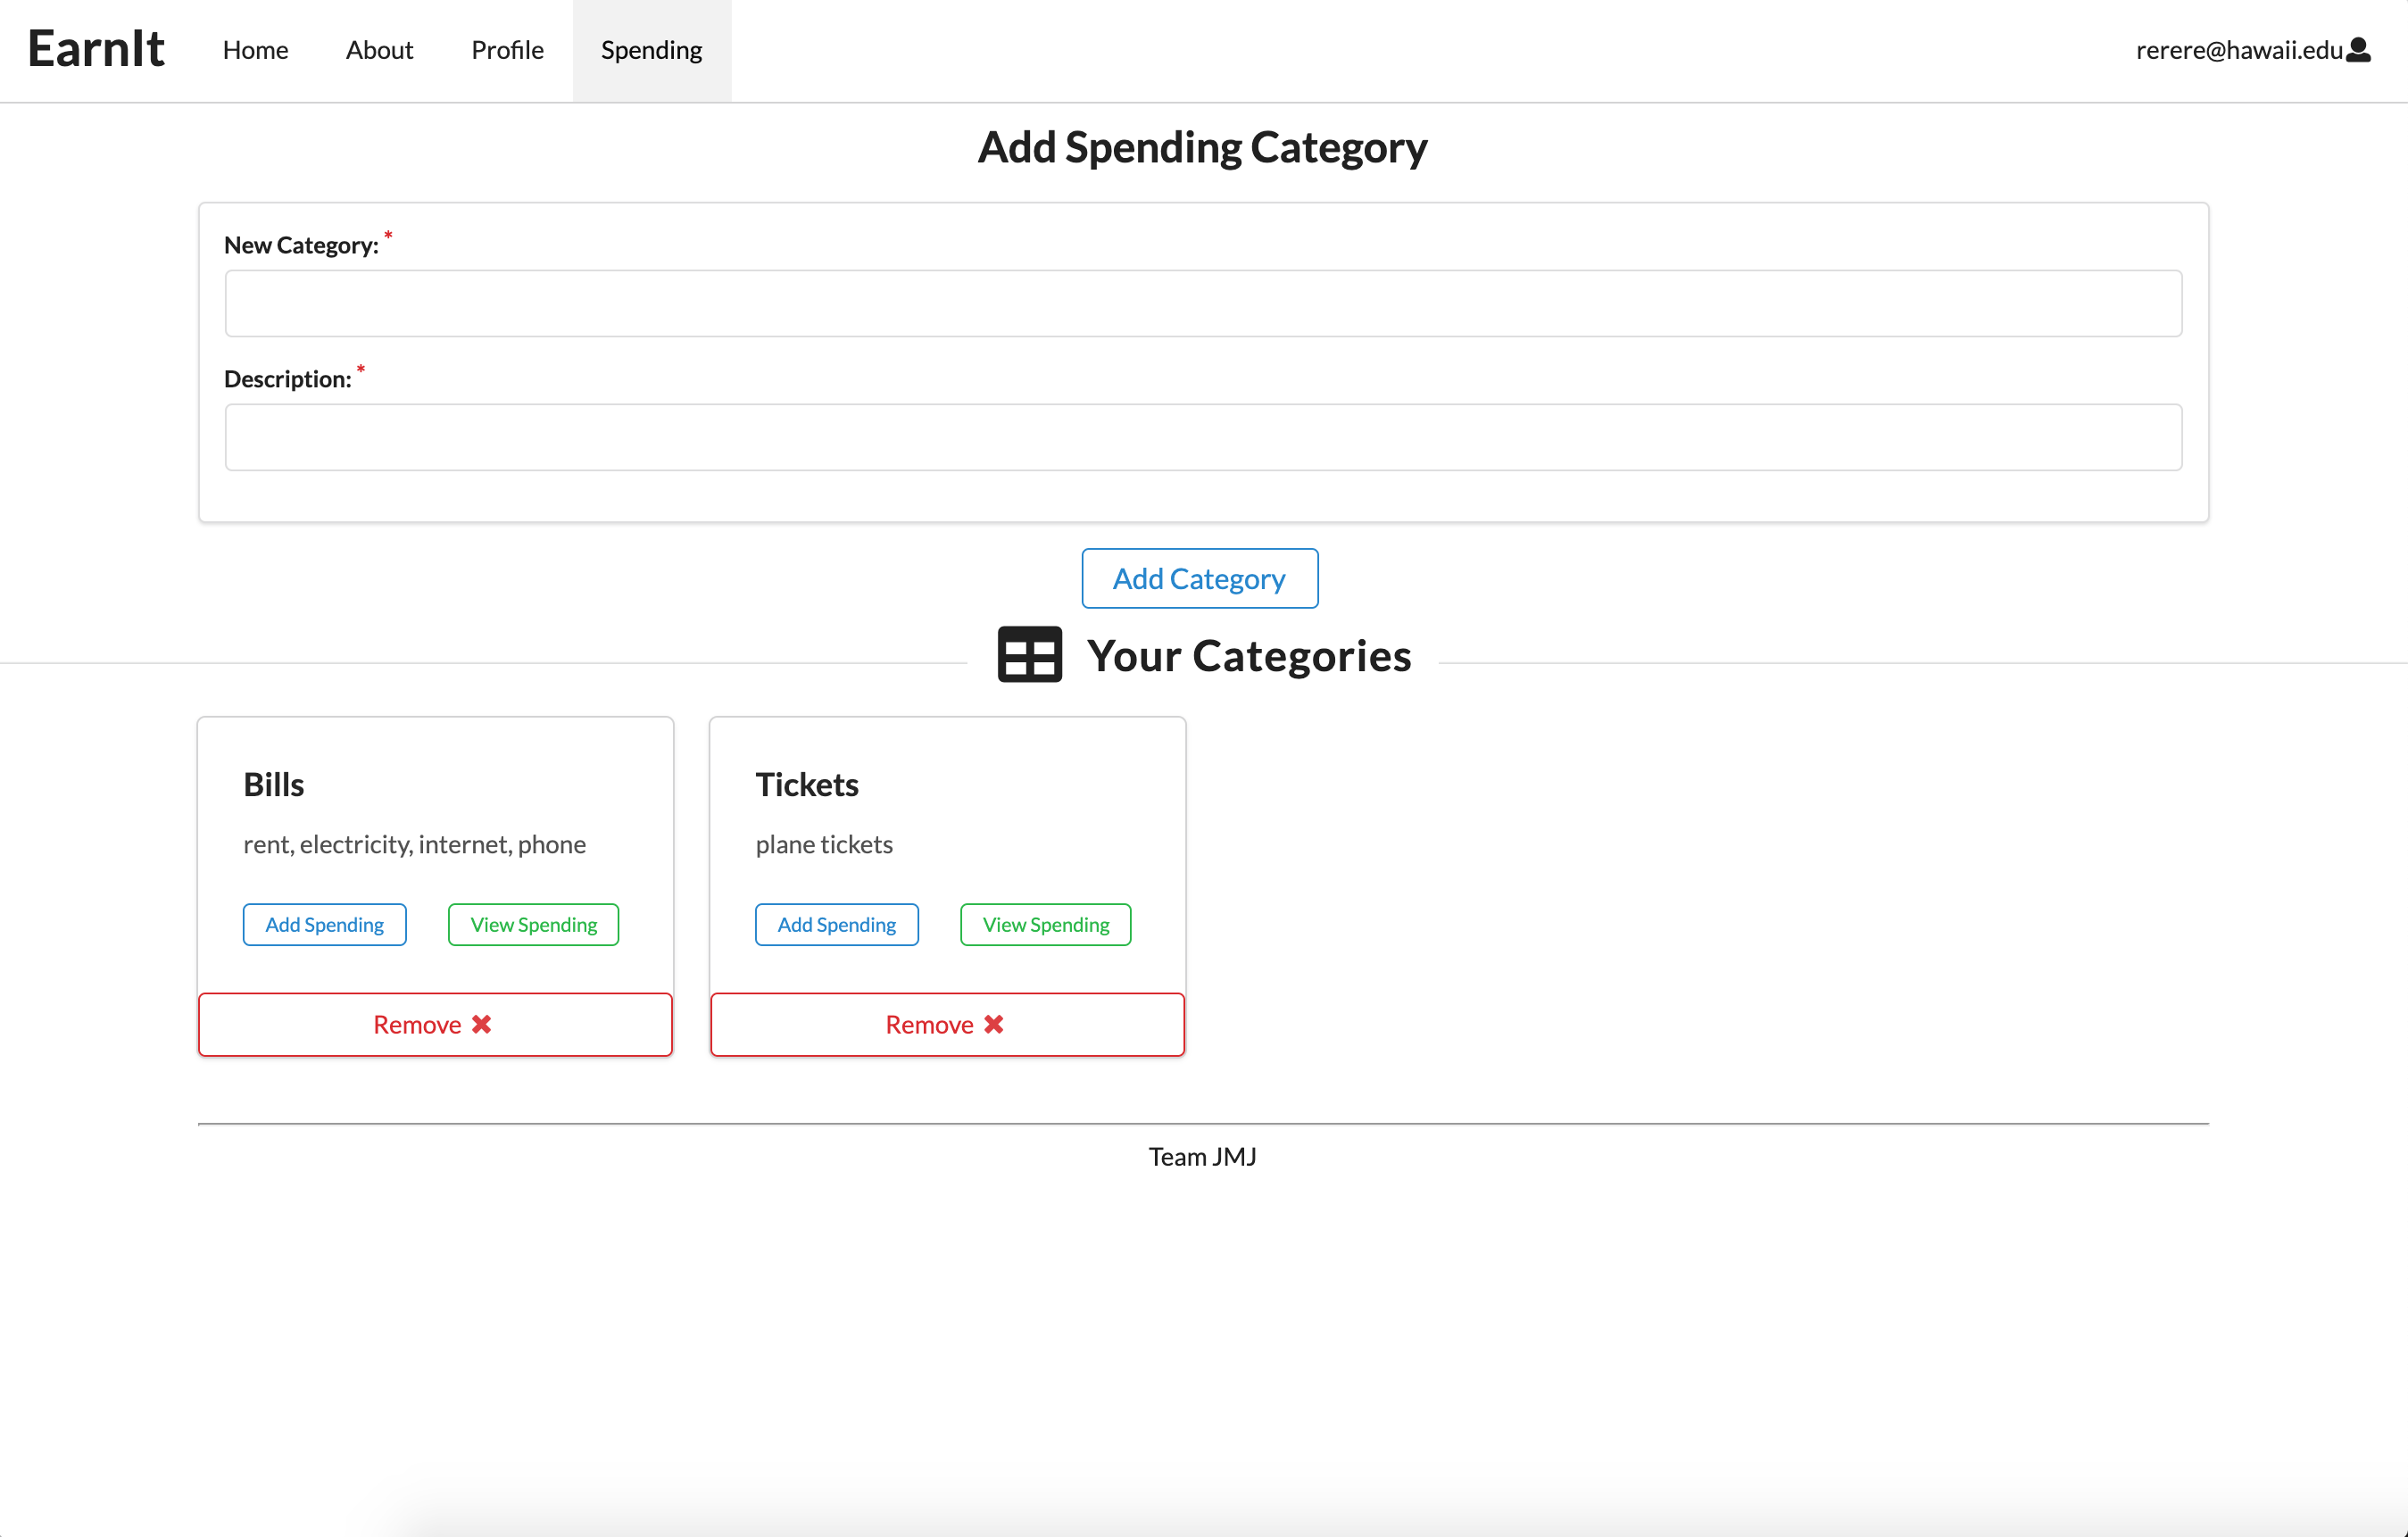 EarnIt Home About Profile Spending rerere@hawaii.edu
Add Spending Category
New Category: *
Description: *
Add Category
Your Categories
Bills
rent, electricity, internet, phone
Add Spending View Spending
Remove
Tickets
plane tickets
Add Spending View Spending
Remove
Team JMJ